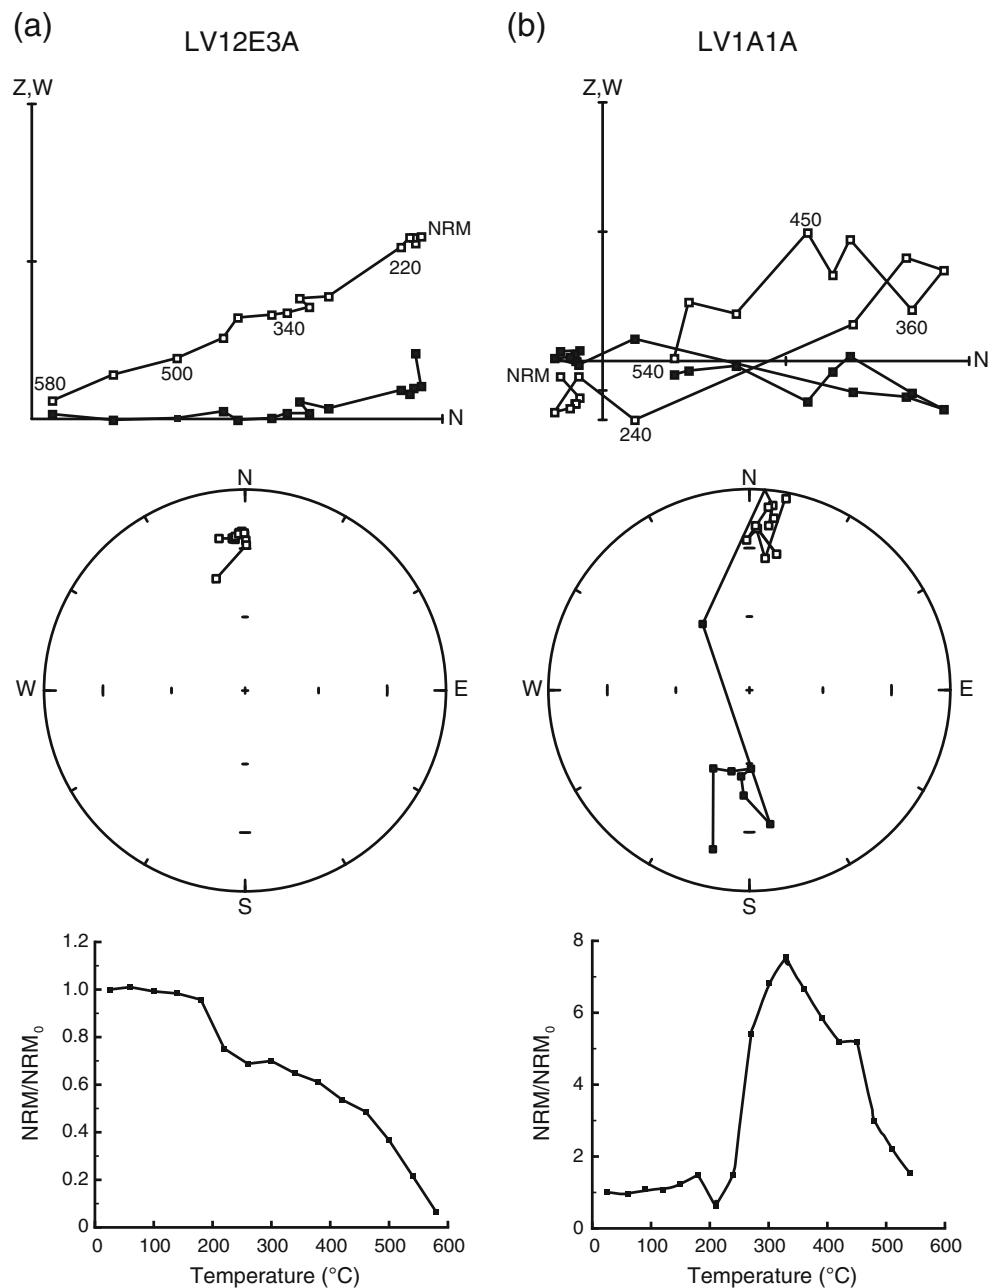 (a)
LV12E3A
(b)
LV1A1A
Z,W
NRM
220
340
500
580
N
Z,W
450
360
N
540
NRM
240
N
W
E
S
N
W
E
S
1.2
1.0
0.8
0.6
0.4
0.2
0
NRM/NRM0
0 100 200 300 400 500 600
Temperature (°C)
8
6
4
2
0
NRM/NRM0
0 100 200 300 400 500 600
Temperature (°C)